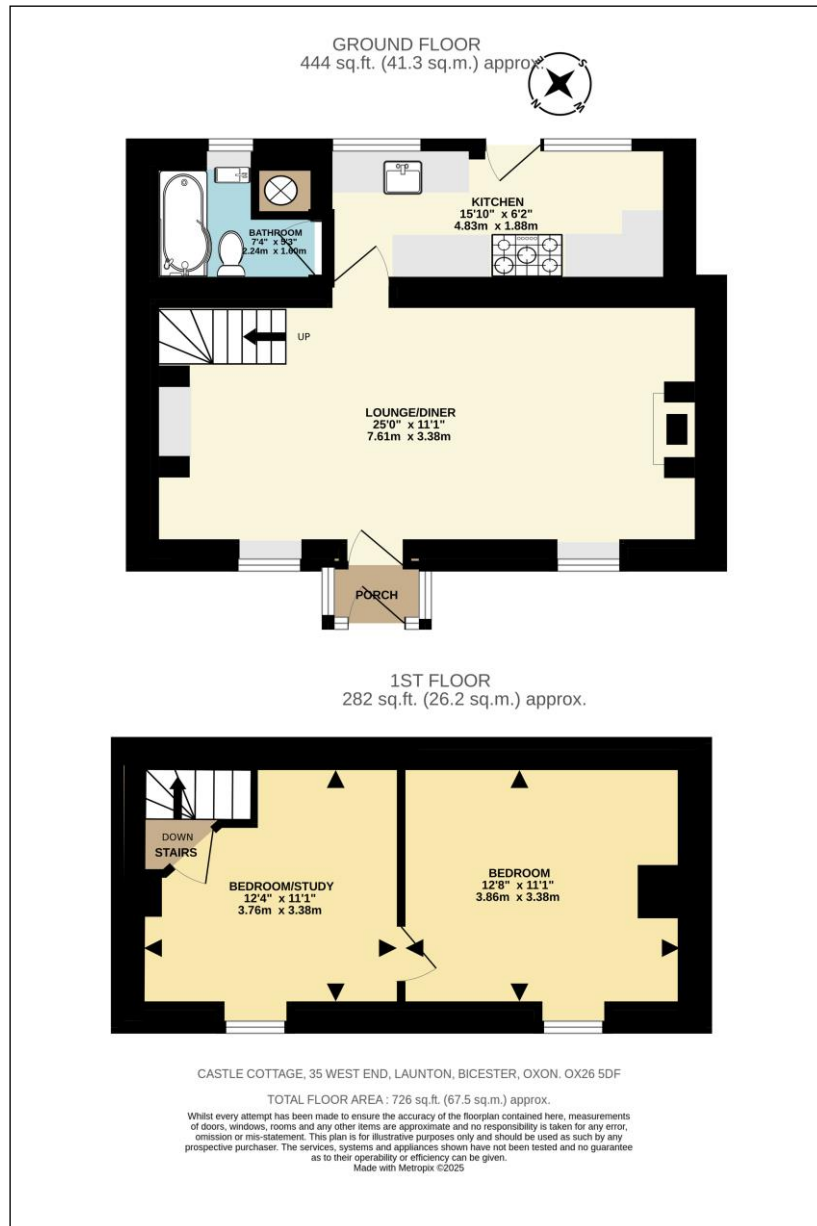 GROUND FLOOR
444 sq.ft. (41.3 sq.m.) approx.
E
S
N
W
KITCHEN
15'10" x 6'2"
4.83m x 1.88m
BATHROOM
7'4" x 5'3"
2.24m x 1.60m
UP
LOUNGE/DINER
25'0" x 11'1"
7.61m x 3.38m
PORCH
1ST FLOOR
282 sq.ft. (26.2 sq.m.) approx.
DOWN
STAIRS
BEDROOM/STUDY
12'4" x 11'1"
3.76m x 3.38m
BEDROOM
12'8" x 11'1"
3.86m x 3.38m
CASTLE COTTAGE, 35 WEST END, LAUNTON, BICESTER, OXON. OX26 5DF
TOTAL FLOOR AREA : 726 sq.ft. (67.5 sq.m.) approx.
Whilst every attempt has been made to ensure the accuracy of the floorplan contained here, measurements
of doors, windows, rooms and any other items are approximate and no responsibility is taken for any error,
omission or mis-statement. This plan is for illustrative purposes only and should be used as such by any
prospective purchaser. The services, systems and appliances shown have not been tested and no guarantee
as to their operability or efficiency can be given.
Made with Metropix ©2025